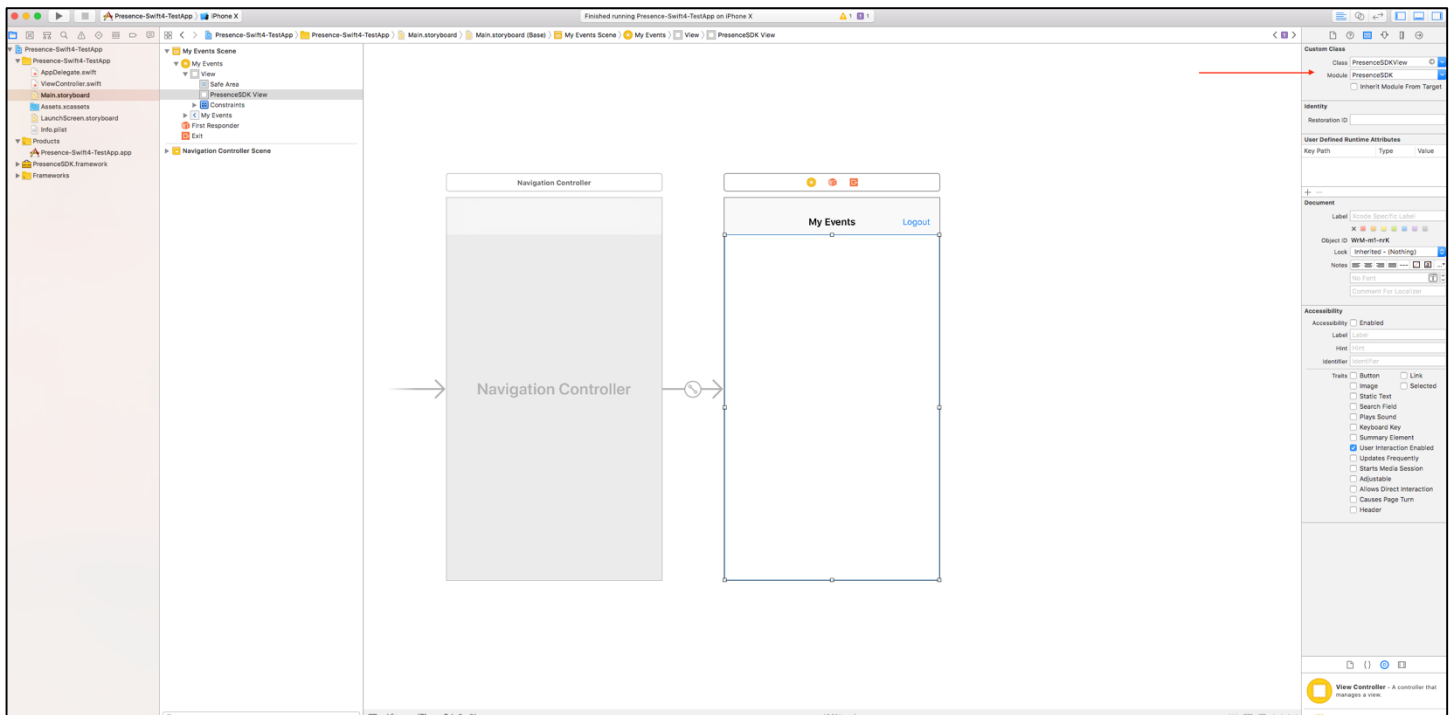 Presence-Swift4-TestApp iPhone X
Finished running Presence-Swift4-TestApp on iPhone X
1 1
Presence-Swift4-TestApp Presence-Swift4-TestApp Main.storyboard Main.storyboard (Base) My Events Scene My Events View PresenceSDK View
Presence-Swift4-TestApp
Presence-Swift4-TestApp
AppDelegate.swift
ViewController.swift
Main.storyboard
Assets.xcassets
LaunchScreen.storyboard
Info.plist
Products
Presence-Swift4-TestApp.app
PresenceSDK.framework
Frameworks
My Events Scene
My Events
View
Safe Area
PresenceSDK View
Constraints
My Events
First Responder
Exit
Navigation Controller Scene
Navigation Controller
My Events Logout
Navigation Controller
Custom Class
Class PresenceSDKView
Module PresenceSDK
Inherit Module From Target
Identity
Restoration ID
User Defined Runtime Attributes
Key Path Type Value
Document
Label Xcode Specific Label
Object ID WrM-m1-nrK
Lock Inherited - (Nothing)
Notes
No Font
Comment For Localizer
Accessibility
Accessibility Enabled
Label Label
Hint Hint
Identifier Identifier
Traits Button Link
Image Selected
Static Text
Search Field
Plays Sound
Keyboard Key
Summary Element
User Interaction Enabled
Updates Frequently
Starts Media Session
Adjustable
Allows Direct Interaction
Causes Page Turn
Header
View Controller - A controller that
manages a view.